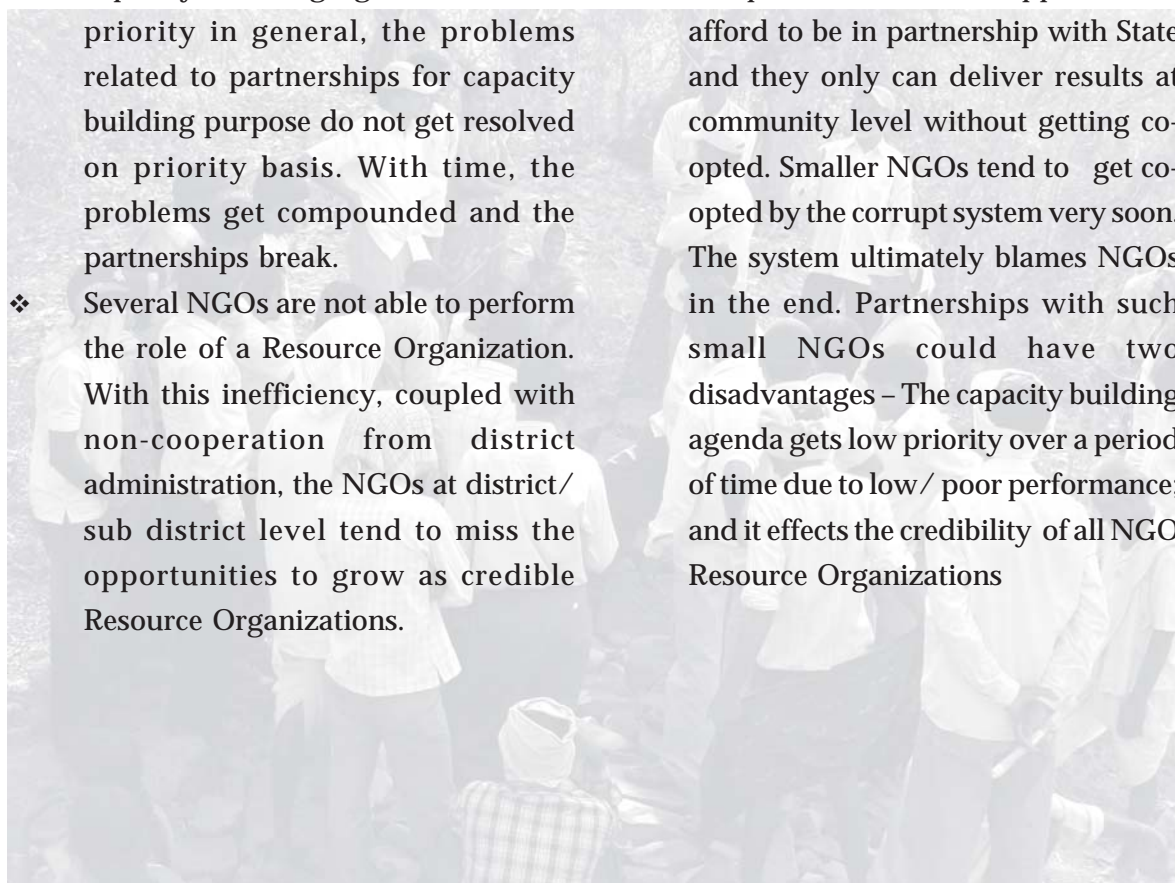 priority in general, the problems
related to partnerships for capacity
building purpose do not get resolved
on priority basis. With time, the
problems get compounded and the
partnerships break.
❖ Several NGOs are not able to perform
the role of a Resource Organization.
With this inefficiency, coupled with
non-cooperation from district
administration, the NGOs at district/
sub district level tend to miss the
opportunities to grow as credible
Resource Organizations.
afford to be in partnership with State
and they only can deliver results at
community level without getting co-
opted. Smaller NGOs tend to get co-
opted by the corrupt system very soon.
The system ultimately blames NGOs
in the end. Partnerships with such
small NGOs could have two
disadvantages – The capacity building
agenda gets low priority over a period
of time due to low/ poor performance;
and it effects the credibility of all NGO
Resource Organizations